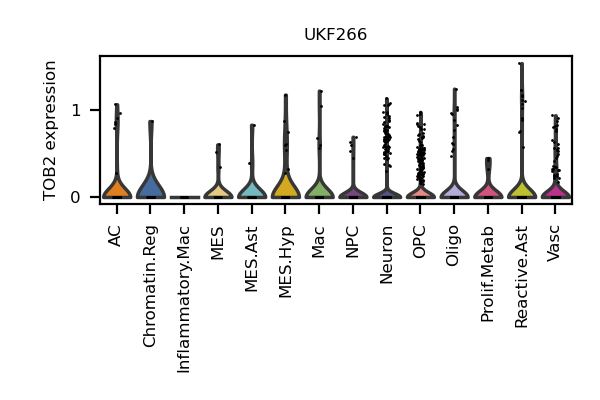 UKF266
TOB2 expression
1
0
AC
Chromatin.Reg
Inflammatory.Mac
MES
MES.Ast
MES.Hyp
Mac
NPC
Neuron
OPC
Oligo
Prolif.Metab
Reactive.Ast
Vasc